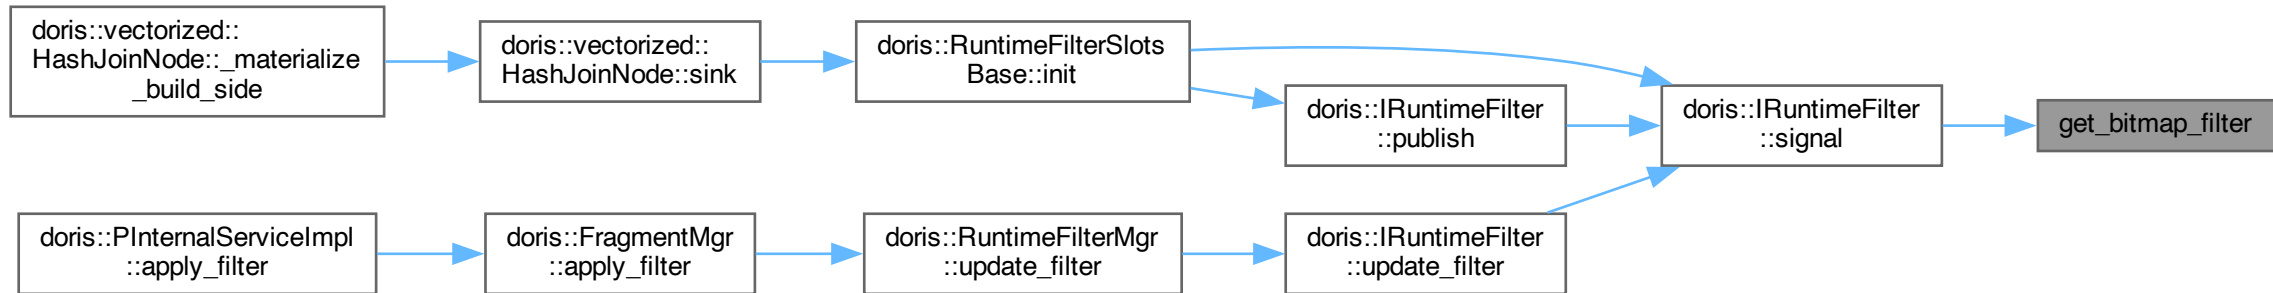 doris::vectorized::
HashJoinNode::_materialize
_build_side
doris::vectorized::
HashJoinNode::sink
doris::RuntimeFilterSlots
Base::init
doris::IRuntimeFilter
::publish
doris::IRuntimeFilter
::signal
get_bitmap_filter
doris::PInternalServiceImpl
::apply_filter
doris::FragmentMgr
::apply_filter
doris::RuntimeFilterMgr
::update_filter
doris::IRuntimeFilter
::update_filter